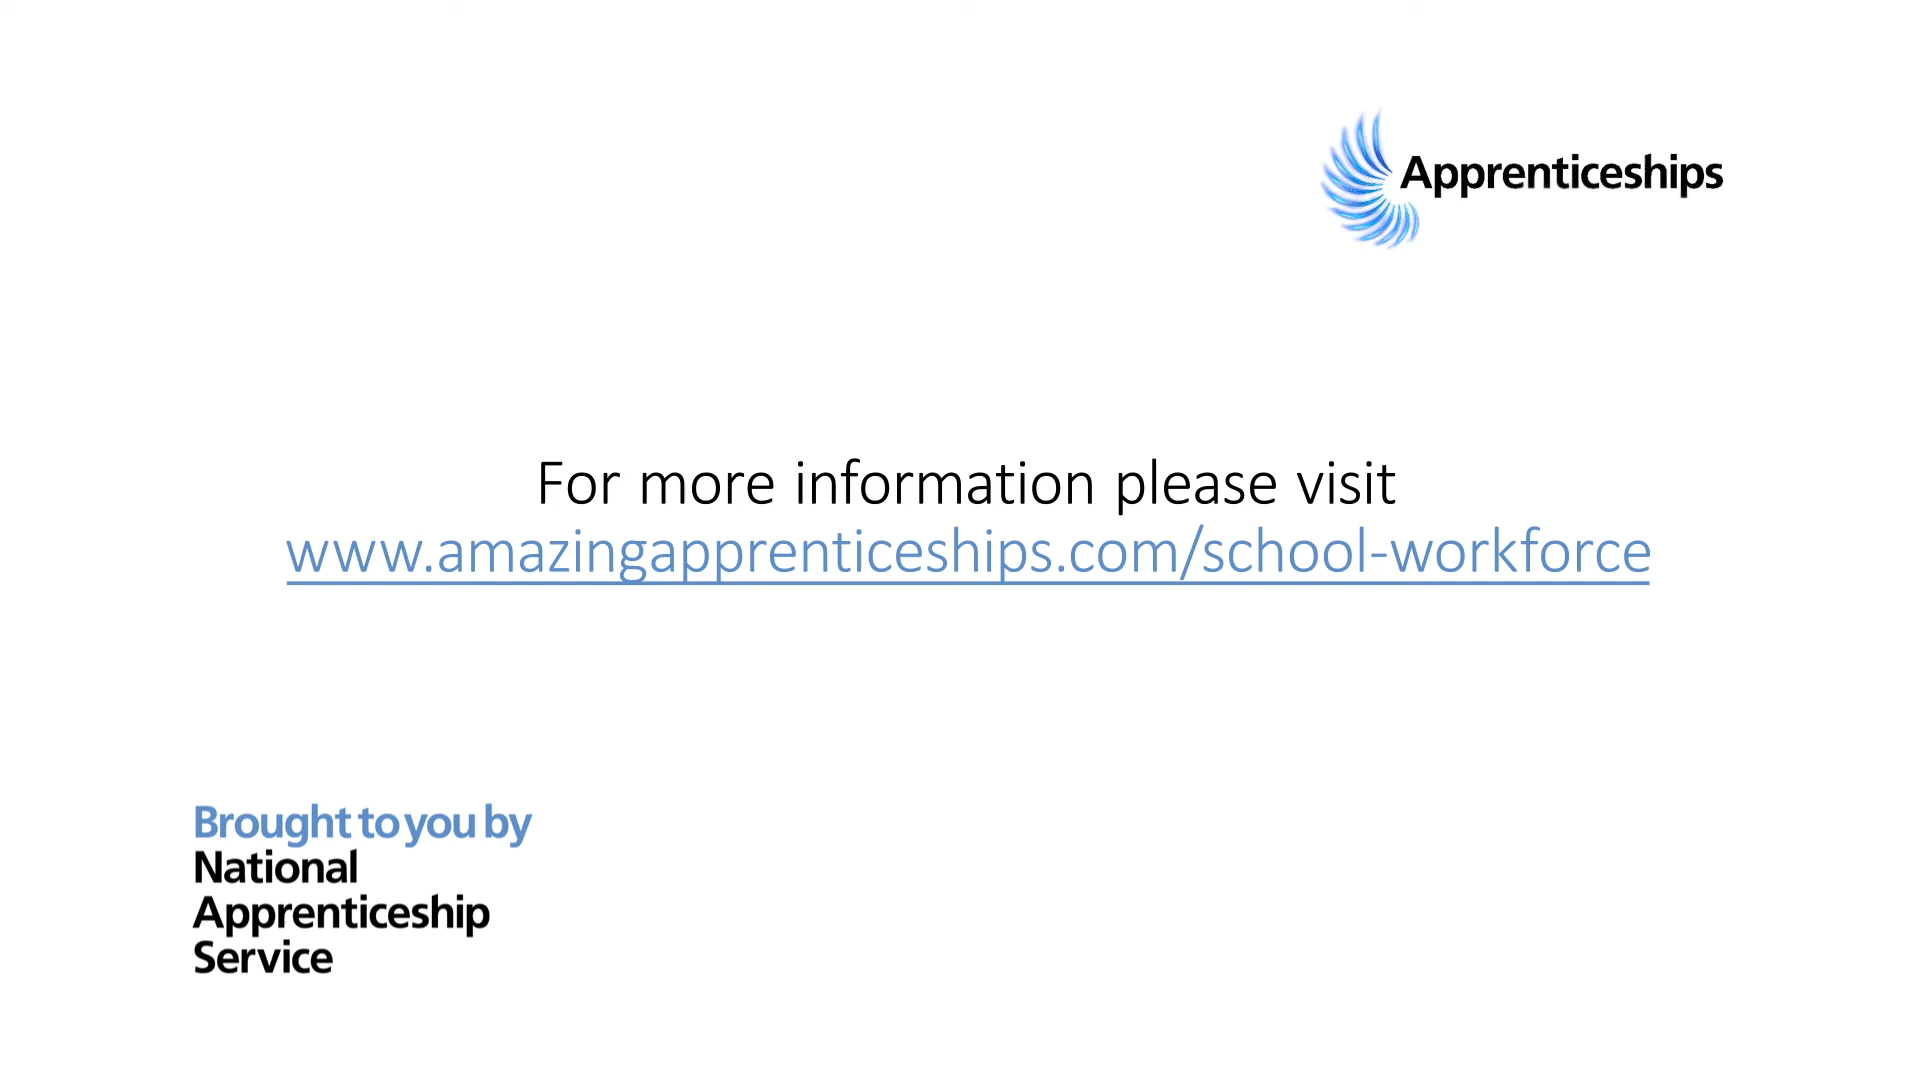 Apprenticeships
For more information please visit
www.amazingapprenticeships.com/school-workforce
Brought to you by
National
Apprenticeship
Service